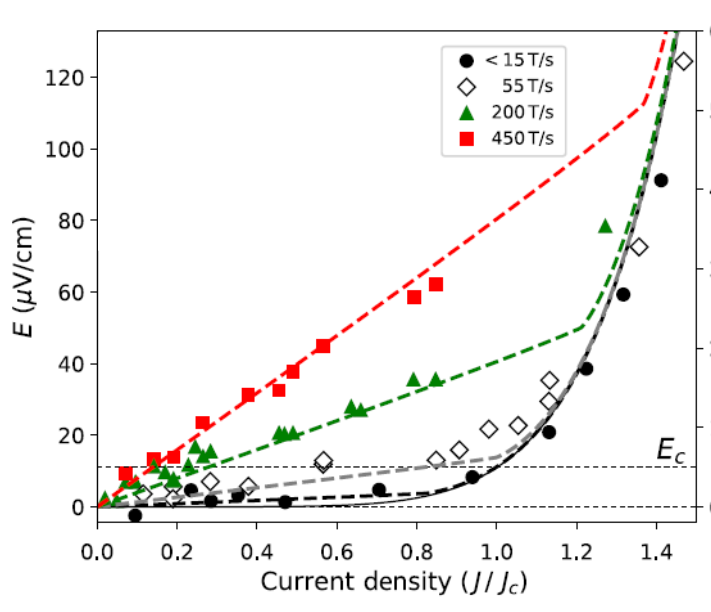 < 15 T/s
55 T/s
200 T/s
450 T/s
E (μV/cm)
120
100
80
60
40
20
0
E_c
0.0 0.2 0.4 0.6 0.8 1.0 1.2 1.4
Current density (J / J_c)